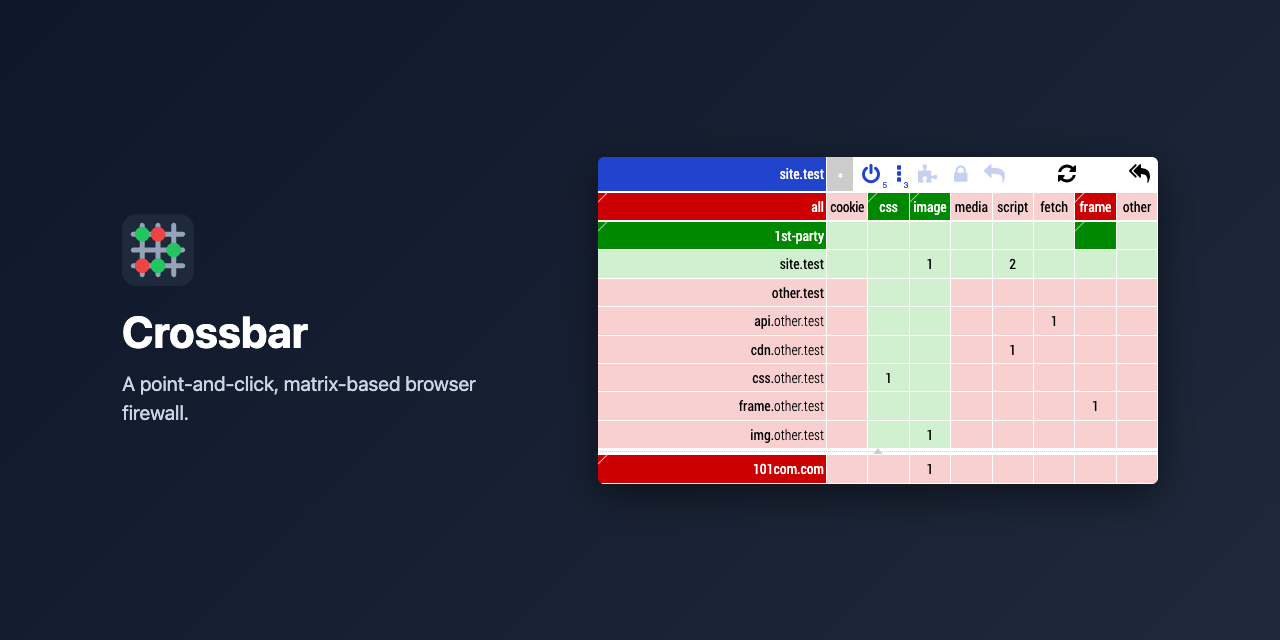 Crossbar
A point-and-click, matrix-based browser
firewall.
site.test * 5 3
all cookie css image media script fetch frame other
1st-party
site.test 1 2
other.test
api.other.test 1
cdn.other.test 1
css.other.test 1
frame.other.test 1
img.other.test 1
101com.com 1